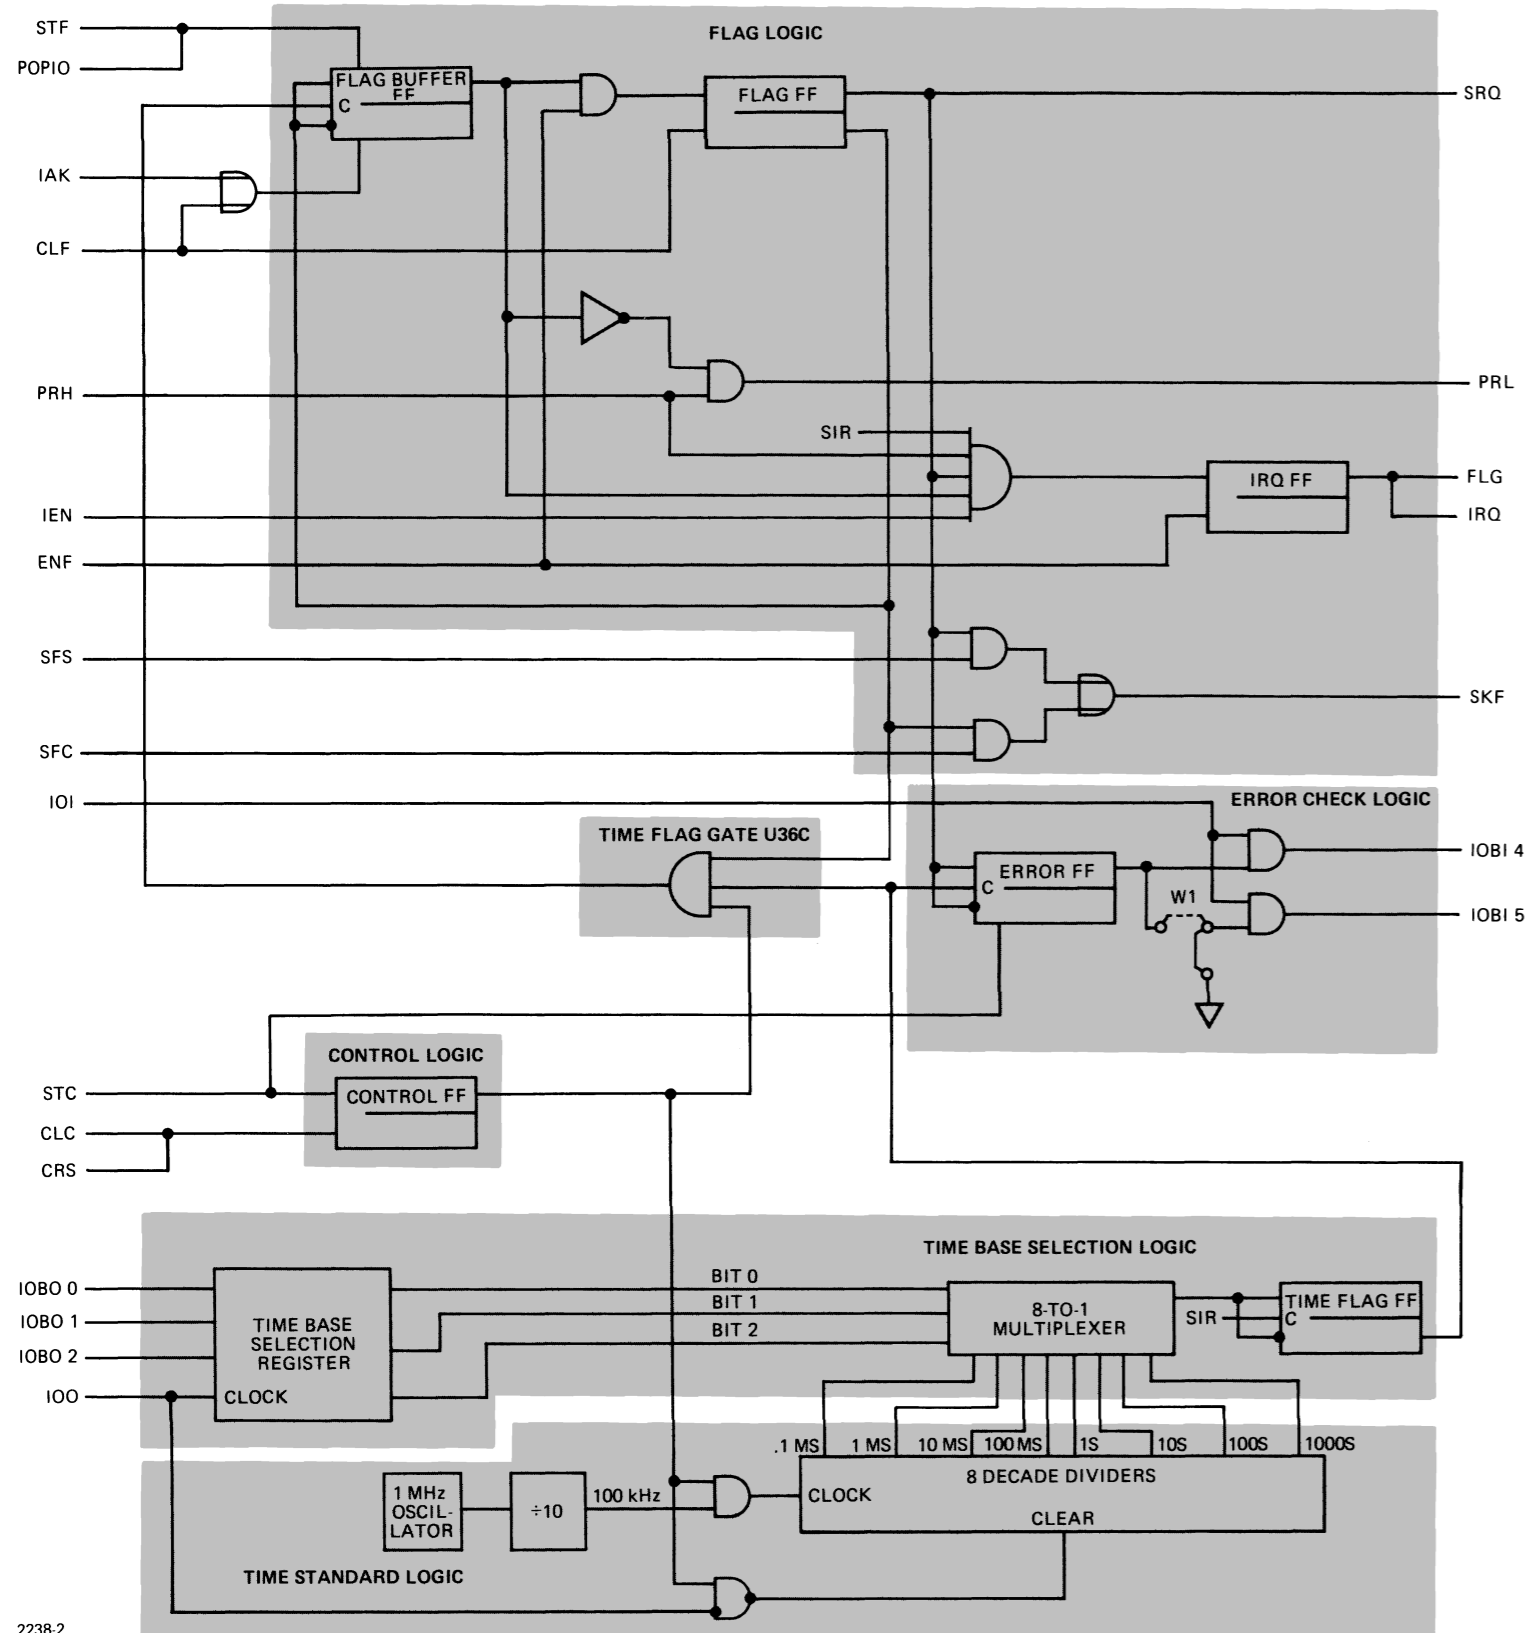 FLAG LOGIC
STF
POPIO
FLAG BUFFER
FF
C
FLAG FF
SRQ
IAK
CLF
PRH
PRL
SIR
IRQ FF
FLG
IRQ
IEN
ENF
SFS
SKF
SFC
IOI
ERROR CHECK LOGIC
TIME FLAG GATE U36C
IOBI 4
ERROR FF
C
W1
IOBI 5
CONTROL LOGIC
STC
CONTROL FF
CLC
CRS
TIME BASE SELECTION LOGIC
IOBO 0
IOBO 1
IOBO 2
IOO
TIME BASE
SELECTION
REGISTER
CLOCK
BIT 0
BIT 1
BIT 2
8-TO-1
MULTIPLEXER
SIR
TIME FLAG FF
C
.1 MS
1 MS
10 MS
100 MS
1S
10S
100S
1000S
8 DECADE DIVIDERS
CLOCK
CLEAR
1 MHz
OSCIL-
LATOR
÷10
100 kHz
TIME STANDARD LOGIC
2238-2